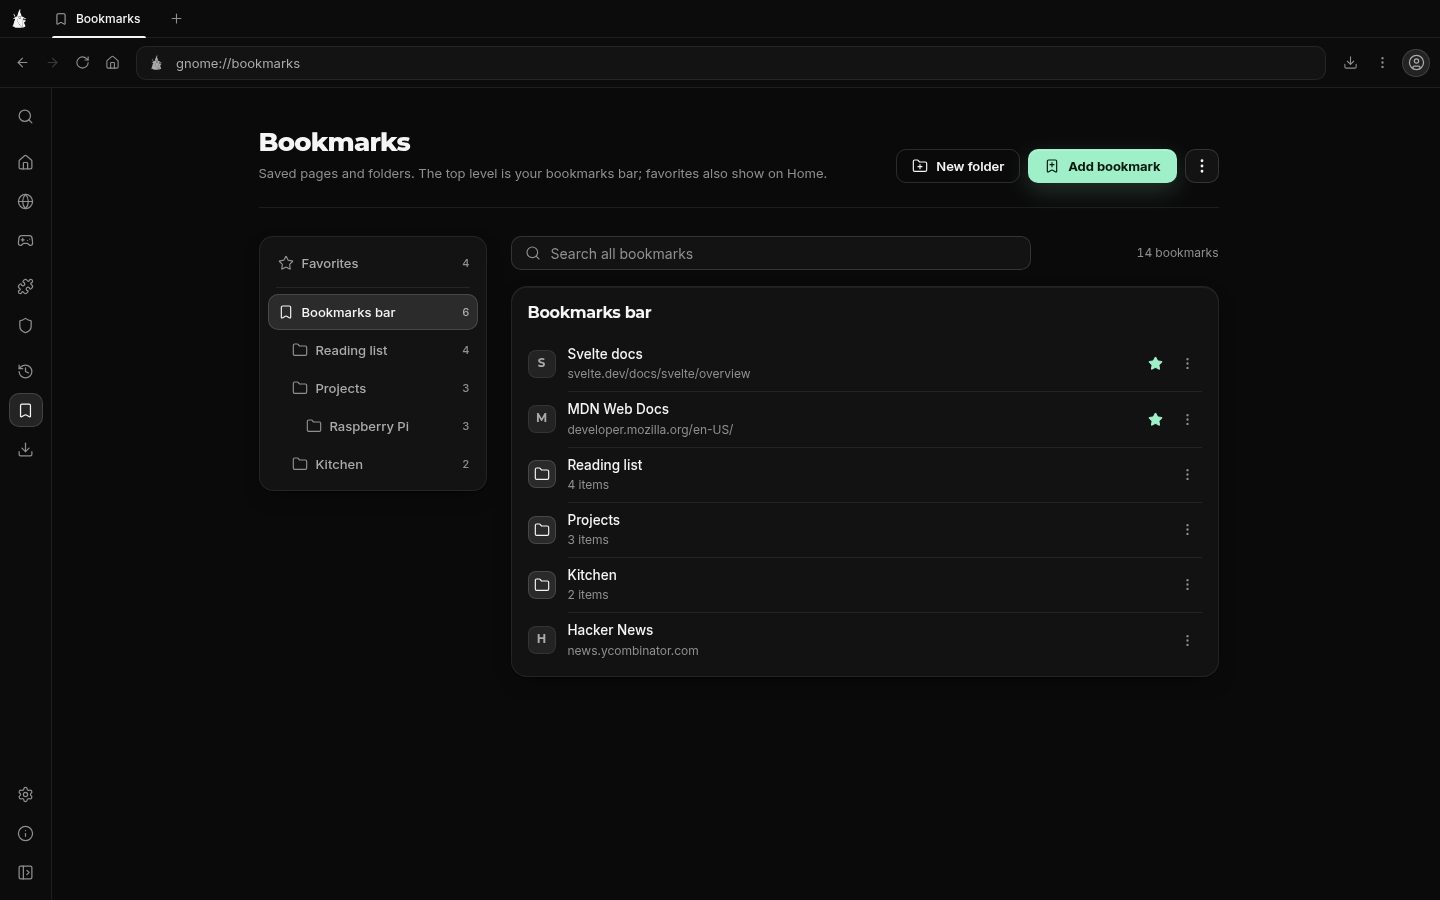 Bookmarks
gnome://bookmarks
Bookmarks
Saved pages and folders. The top level is your bookmarks bar; favorites also show on Home.
New folder
Add bookmark
Favorites 4
Bookmarks bar 6
Reading list 4
Projects 3
Raspberry Pi 3
Kitchen 2
Search all bookmarks
14 bookmarks
Bookmarks bar
S
Svelte docs
svelte.dev/docs/svelte/overview
M
MDN Web Docs
developer.mozilla.org/en-US/
Reading list
4 items
Projects
3 items
Kitchen
2 items
H
Hacker News
news.ycombinator.com